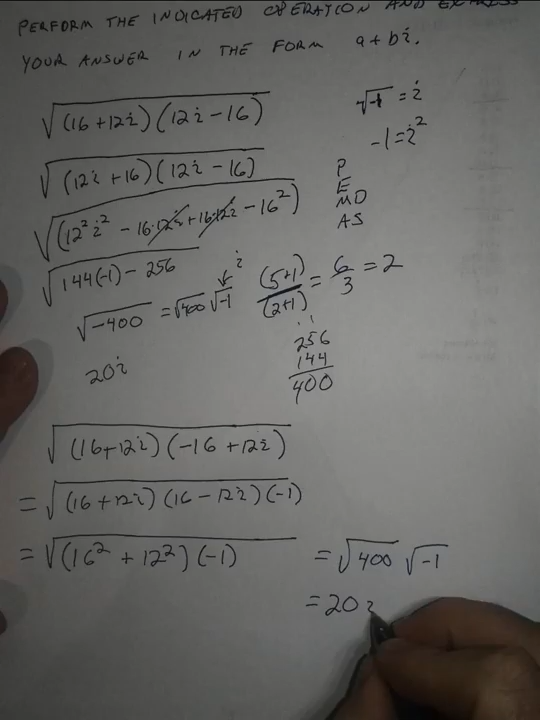 PERFORM THE INDICATED OPERATION AND EXPRESS
YOUR ANSWER IN THE FORM a + bi.
√(16+12i)(12i-16)
√-1 = i
-1 = i²
√(12i+16)(12i-16)
P
E
MD
AS
√(12²i² - 16·12i + 16·12i - 16²)
√144(-1) - 256
√-400 = √400 √-1
i
(5+1)/(2+1) = 6/3 = 2
20i
256
144
400
√(16+12i)(-16+12i)
= √(16+12i)(16-12i)(-1)
= √(16² + 12²)(-1)
= √400 √-1
= 20i